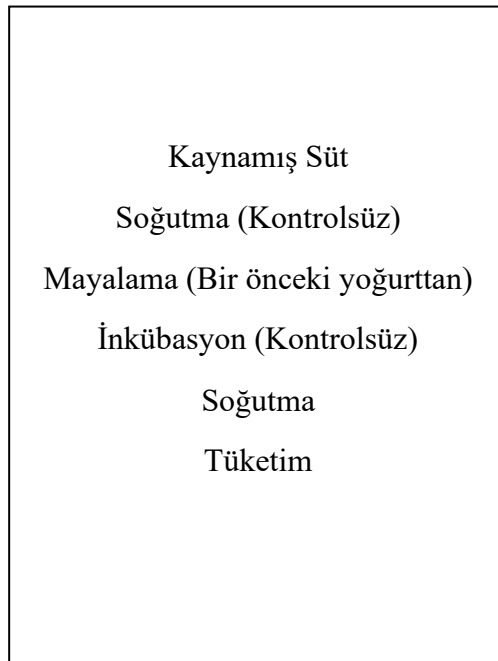 Kaynamış Süt
Soğutma (Kontrolsüz)
Mayalama (Bir önceki yoğurttan)
İnkübasyon (Kontrolsüz)
Soğutma
Tüketim